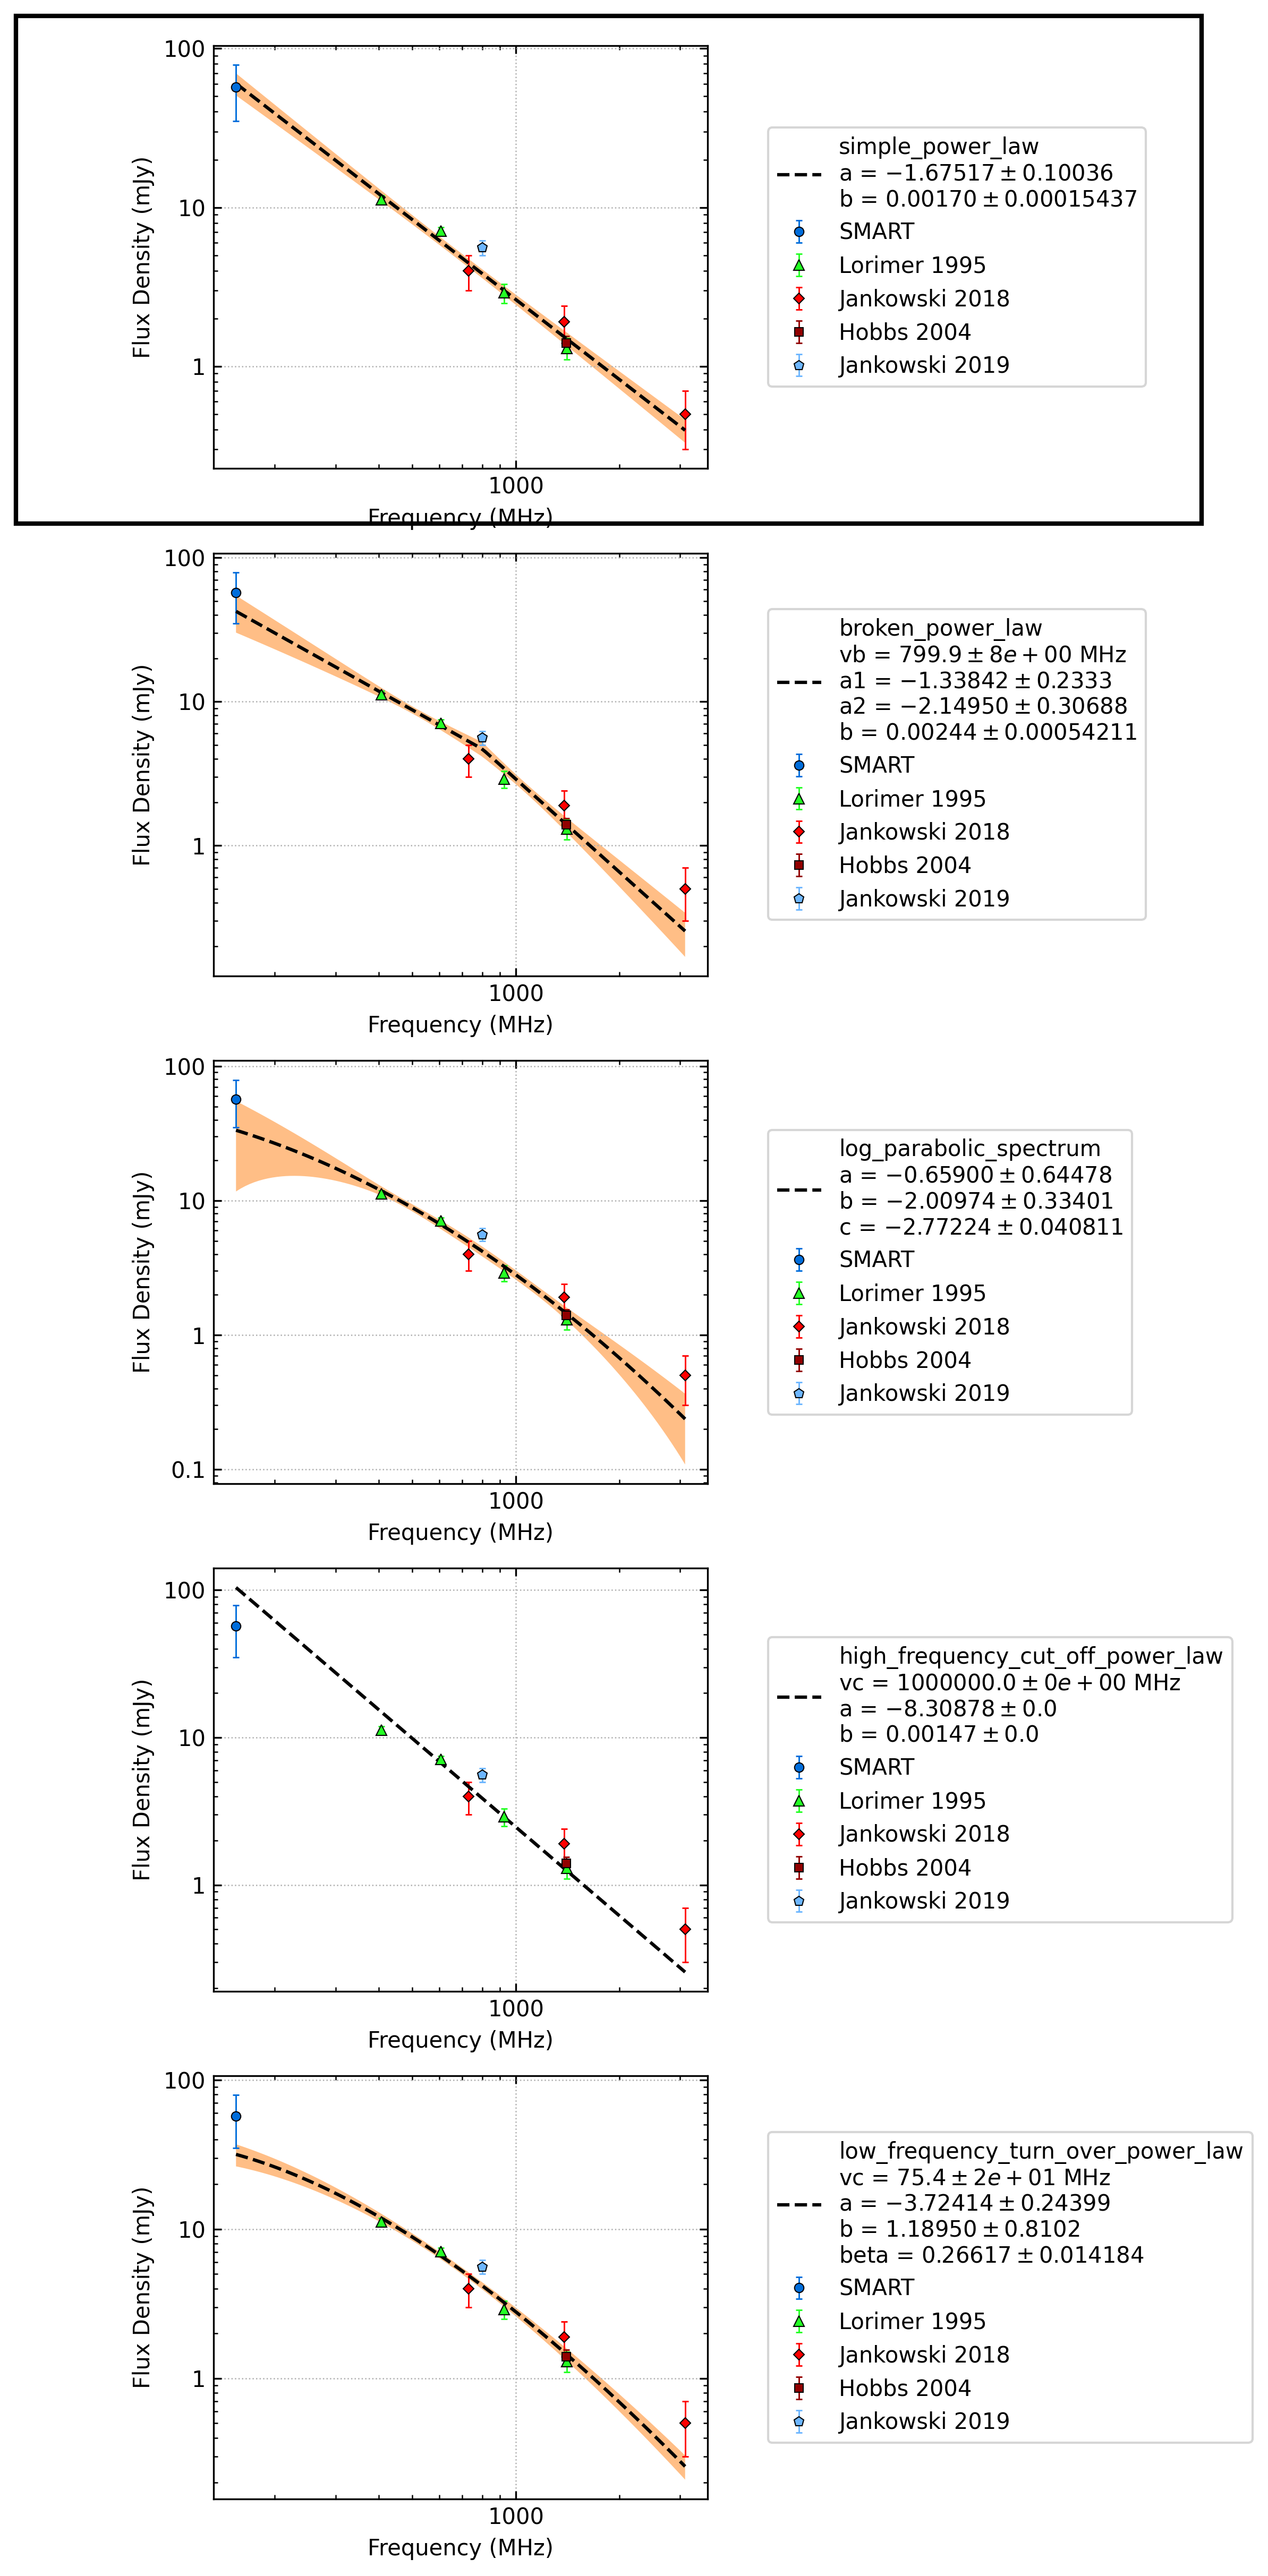 100
10
1
Flux Density (mJy)
1000
Frequency (MHz)
simple_power_law
a = −1.67517 ± 0.10036
b = 0.00170 ± 0.00015437
SMART
Lorimer 1995
Jankowski 2018
Hobbs 2004
Jankowski 2019
100
10
1
Flux Density (mJy)
1000
Frequency (MHz)
broken_power_law
vb = 799.9 ± 8e + 00 MHz
a1 = −1.33842 ± 0.2333
a2 = −2.14950 ± 0.30688
b = 0.00244 ± 0.00054211
SMART
Lorimer 1995
Jankowski 2018
Hobbs 2004
Jankowski 2019
100
10
1
0.1
Flux Density (mJy)
1000
Frequency (MHz)
log_parabolic_spectrum
a = −0.65900 ± 0.64478
b = −2.00974 ± 0.33401
c = −2.77224 ± 0.040811
SMART
Lorimer 1995
Jankowski 2018
Hobbs 2004
Jankowski 2019
100
10
1
Flux Density (mJy)
1000
Frequency (MHz)
high_frequency_cut_off_power_law
vc = 1000000.0 ± 0e + 00 MHz
a = −8.30878 ± 0.0
b = 0.00147 ± 0.0
SMART
Lorimer 1995
Jankowski 2018
Hobbs 2004
Jankowski 2019
100
10
1
Flux Density (mJy)
1000
Frequency (MHz)
low_frequency_turn_over_power_law
vc = 75.4 ± 2e + 01 MHz
a = −3.72414 ± 0.24399
b = 1.18950 ± 0.8102
beta = 0.26617 ± 0.014184
SMART
Lorimer 1995
Jankowski 2018
Hobbs 2004
Jankowski 2019